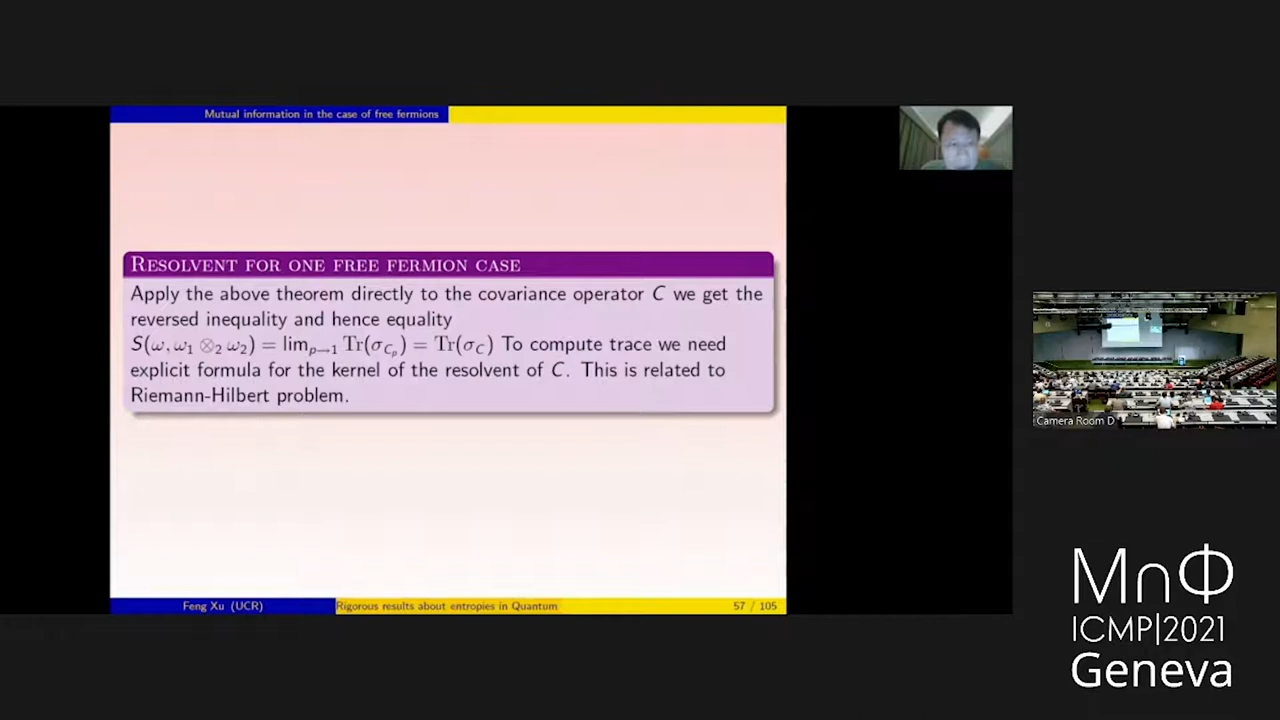 Mutual information in the case of free fermions
RESOLVENT FOR ONE FREE FERMION CASE
Apply the above theorem directly to the covariance operator C we get the
reversed inequality and hence equality
S(ω, ω₁ ⊗₂ ω₂) = lim_{p→1} Tr(σ_{C_p}) = Tr(σ_C) To compute trace we need
explicit formula for the kernel of the resolvent of C. This is related to
Riemann-Hilbert problem.
Feng Xu (UCR)
Rigorous results about entropies in Quantum
57 / 105
Camera Room D
M∩Φ
ICMP|2021
Geneva